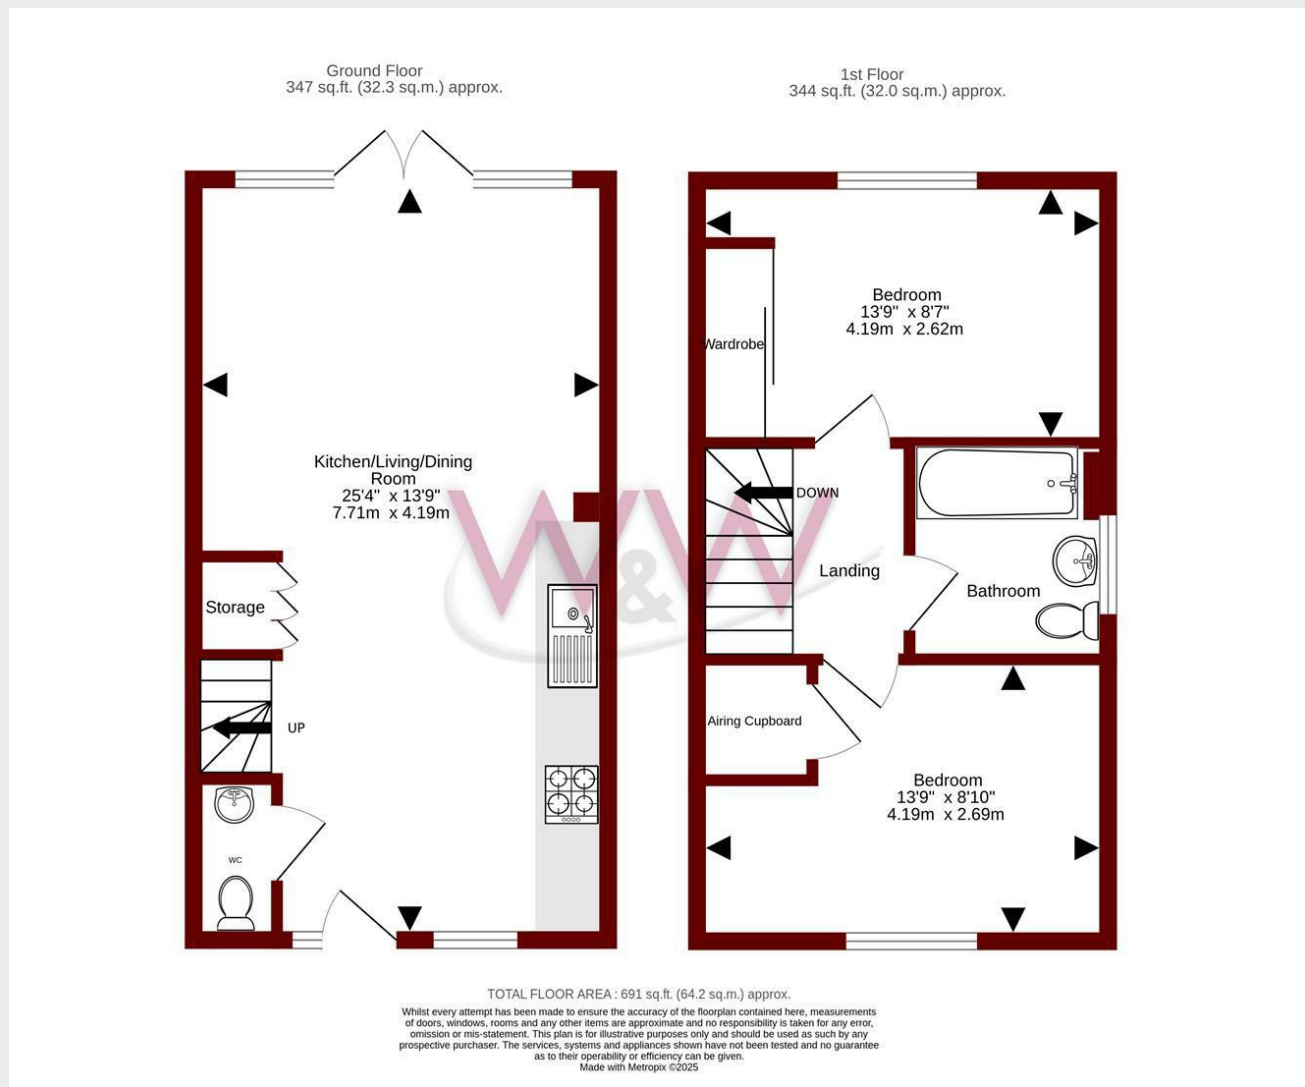 Ground Floor
347 sq.ft. (32.3 sq.m.) approx.
1st Floor
344 sq.ft. (32.0 sq.m.) approx.
Kitchen/Living/Dining
Room
25'4" x 13'9"
7.71m x 4.19m
Storage
UP
WC
Bedroom
13'9" x 8'7"
4.19m x 2.62m
Wardrobe
DOWN
Landing
Bathroom
Airing Cupboard
Bedroom
13'9" x 8'10"
4.19m x 2.69m
W&W
TOTAL FLOOR AREA : 691 sq.ft. (64.2 sq.m.) approx.
Whilst every attempt has been made to ensure the accuracy of the floorplan contained here, measurements
of doors, windows, rooms and any other items are approximate and no responsibility is taken for any error,
omission or mis-statement. This plan is for illustrative purposes only and should be used as such by any
prospective purchaser. The services, systems and appliances shown have not been tested and no guarantee
as to their operability or efficiency can be given.
Made with Metropix ©2025